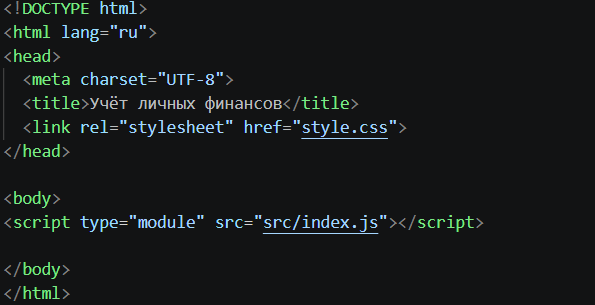 <!DOCTYPE html>
<html lang="ru">
<head>
  <meta charset="UTF-8">
  <title>Учёт личных финансов</title>
  <link rel="stylesheet" href="style.css">
</head>

<body>
<script type="module" src="src/index.js"></script>

</body>
</html>